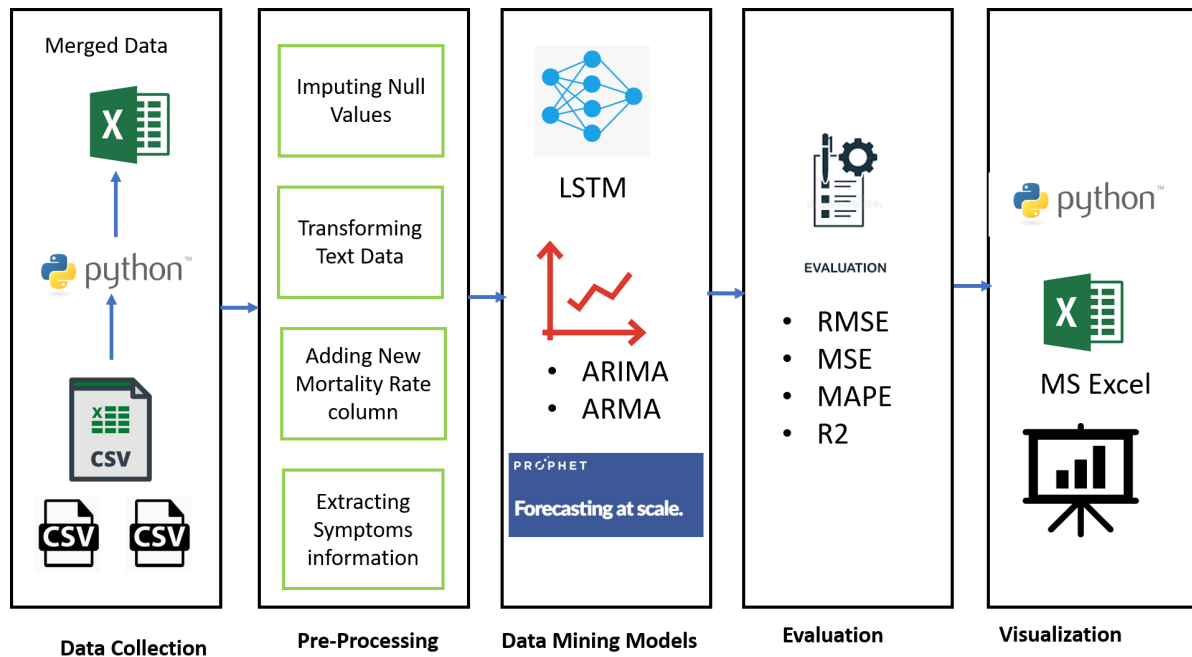 Merged Data
X
python™
X
CSV
CSV
CSV
Data Collection
Imputing Null
Values
Transforming
Text Data
Adding New
Mortality Rate
column
Extracting
Symptoms
information
Pre-Processing
LSTM
• ARIMA
• ARMA
PROPHET
Forecasting at scale.
Data Mining Models
EVALUATION
• RMSE
• MSE
• MAPE
• R2
Evaluation
python™
X
MS Excel
Visualization